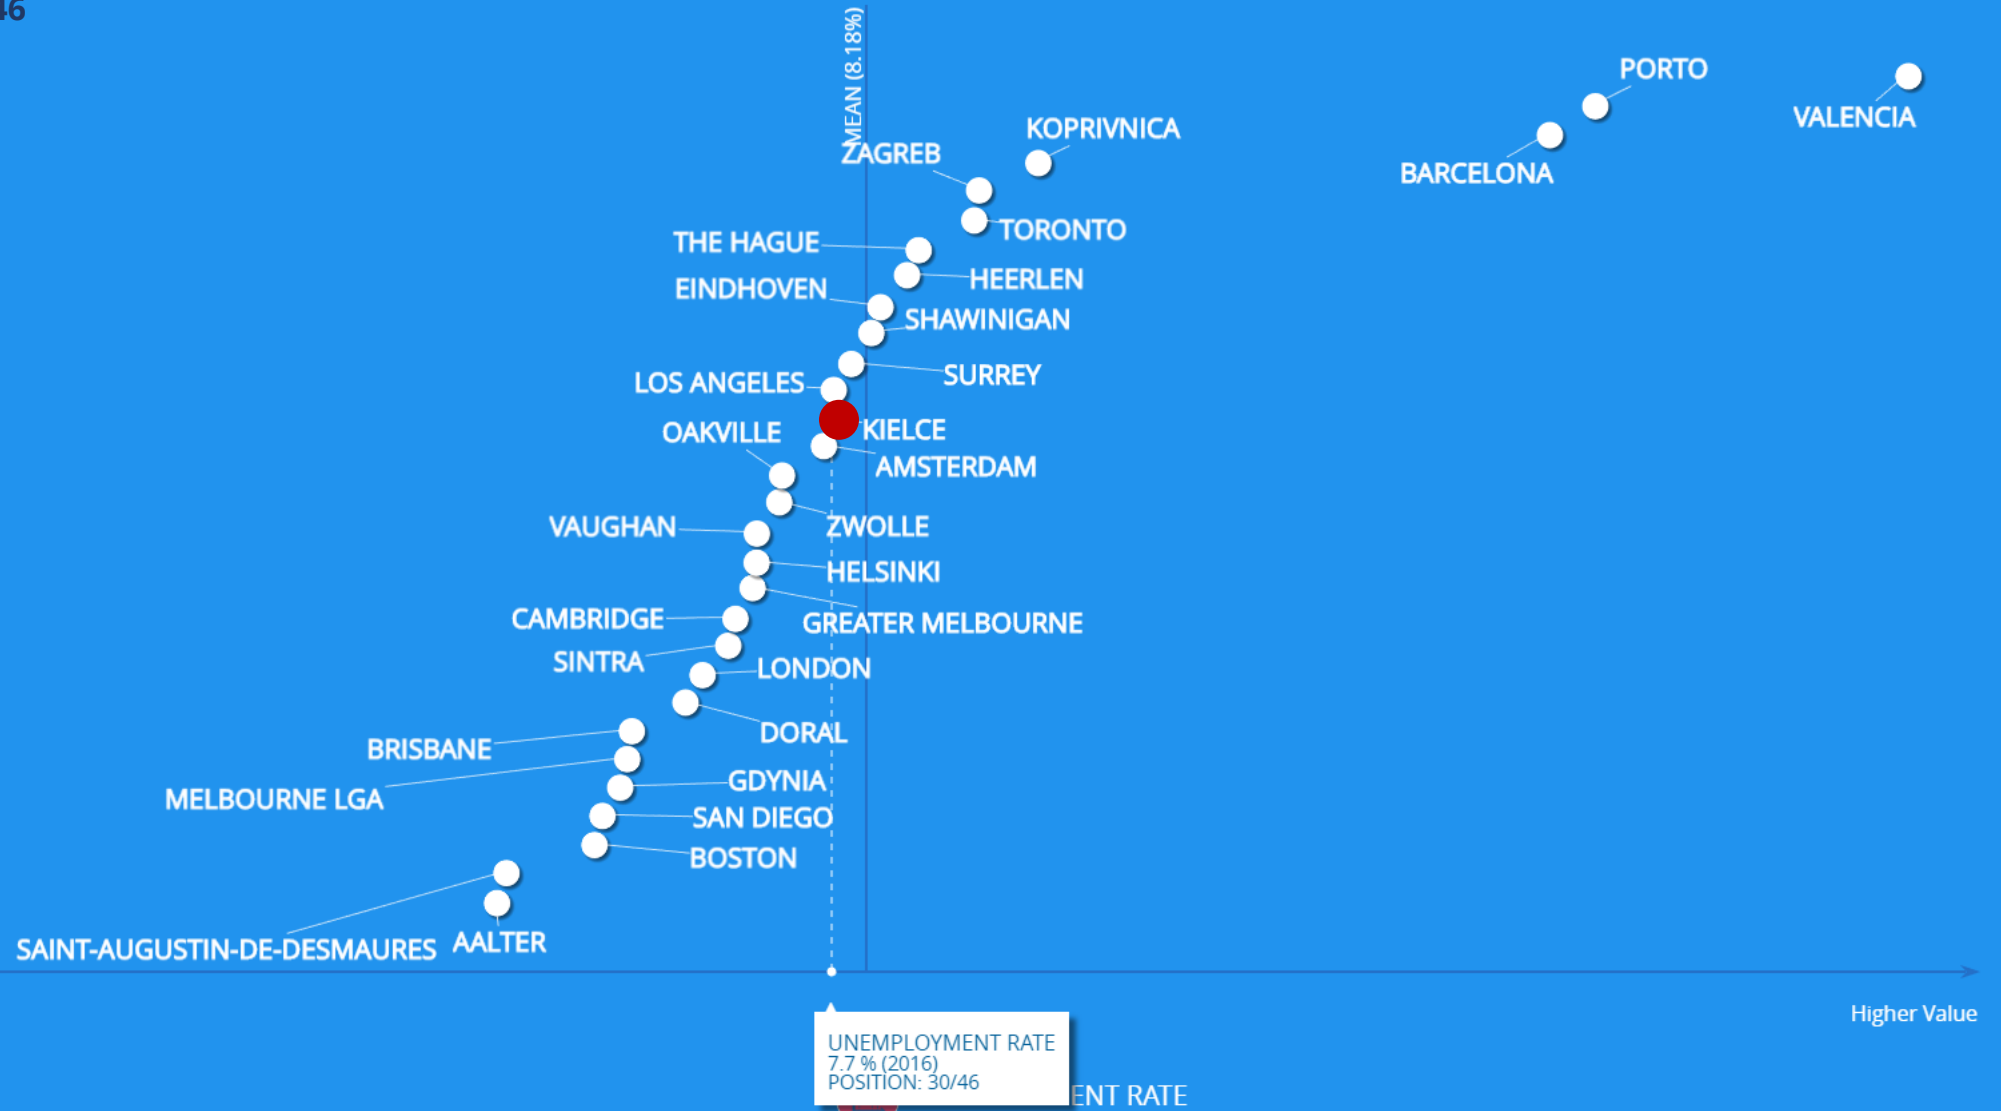 46
MEAN (8.18%)
PORTO
VALENCIA
KOPRIVNICA
ZAGREB
BARCELONA
TORONTO
THE HAGUE
HEERLEN
EINDHOVEN
SHAWINIGAN
SURREY
LOS ANGELES
KIELCE
OAKVILLE
AMSTERDAM
ZWOLLE
VAUGHAN
HELSINKI
CAMBRIDGE
GREATER MELBOURNE
SINTRA
LONDON
DORAL
BRISBANE
GDYNIA
MELBOURNE LGA
SAN DIEGO
BOSTON
SAINT-AUGUSTIN-DE-DESMAURES
AALTER
Higher Value
UNEMPLOYMENT RATE
7.7 % (2016)
POSITION: 30/46
ENT RATE